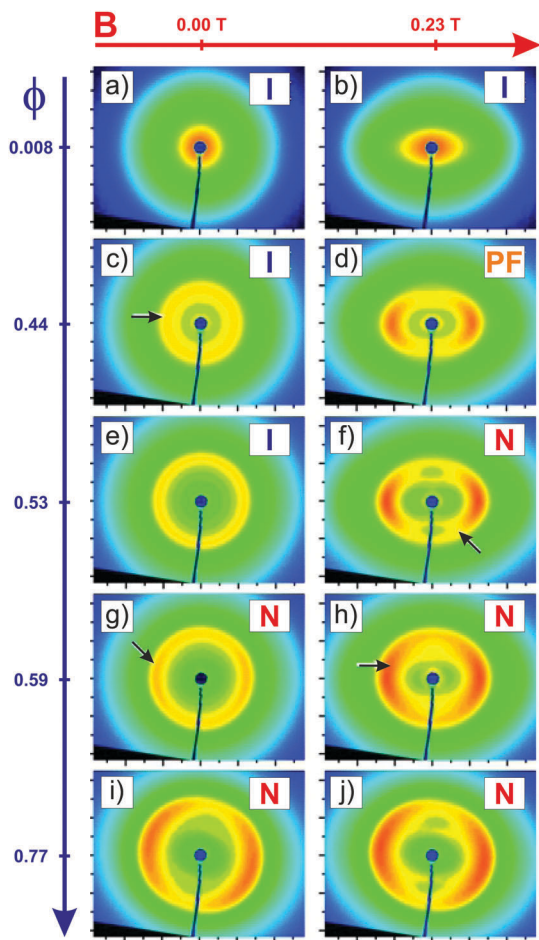 B
0.00 T
0.23 T
ϕ
a)
I
b)
I
0.008
c)
I
d)
PF
0.44
e)
I
f)
N
0.53
g)
N
h)
N
0.59
i)
N
j)
N
0.77